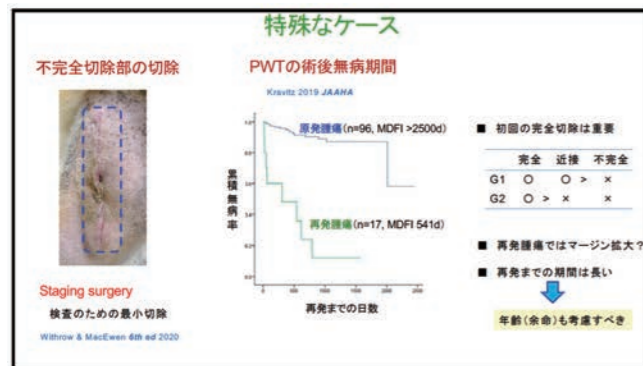 特殊なケース
不完全切除部の切除
Staging surgery
検査のための最小切除
Withrow & MacEwen 6th ed 2020
PWTの術後無病期間
Kravitz 2019 JAAHA
原発腫瘍(n=96, MDFI >2500d)
再発腫瘍(n=17, MDFI 541d)
累積無病率
再発までの日数
0 500 1000 1500 2000 2500
■ 初回の完全切除は重要
完全 近接 不完全
G1 ○ ○ > ×
G2 ○ > × ×
■ 再発腫瘍ではマージン拡大?
■ 再発までの期間は長い
年齢(余命)も考慮すべき